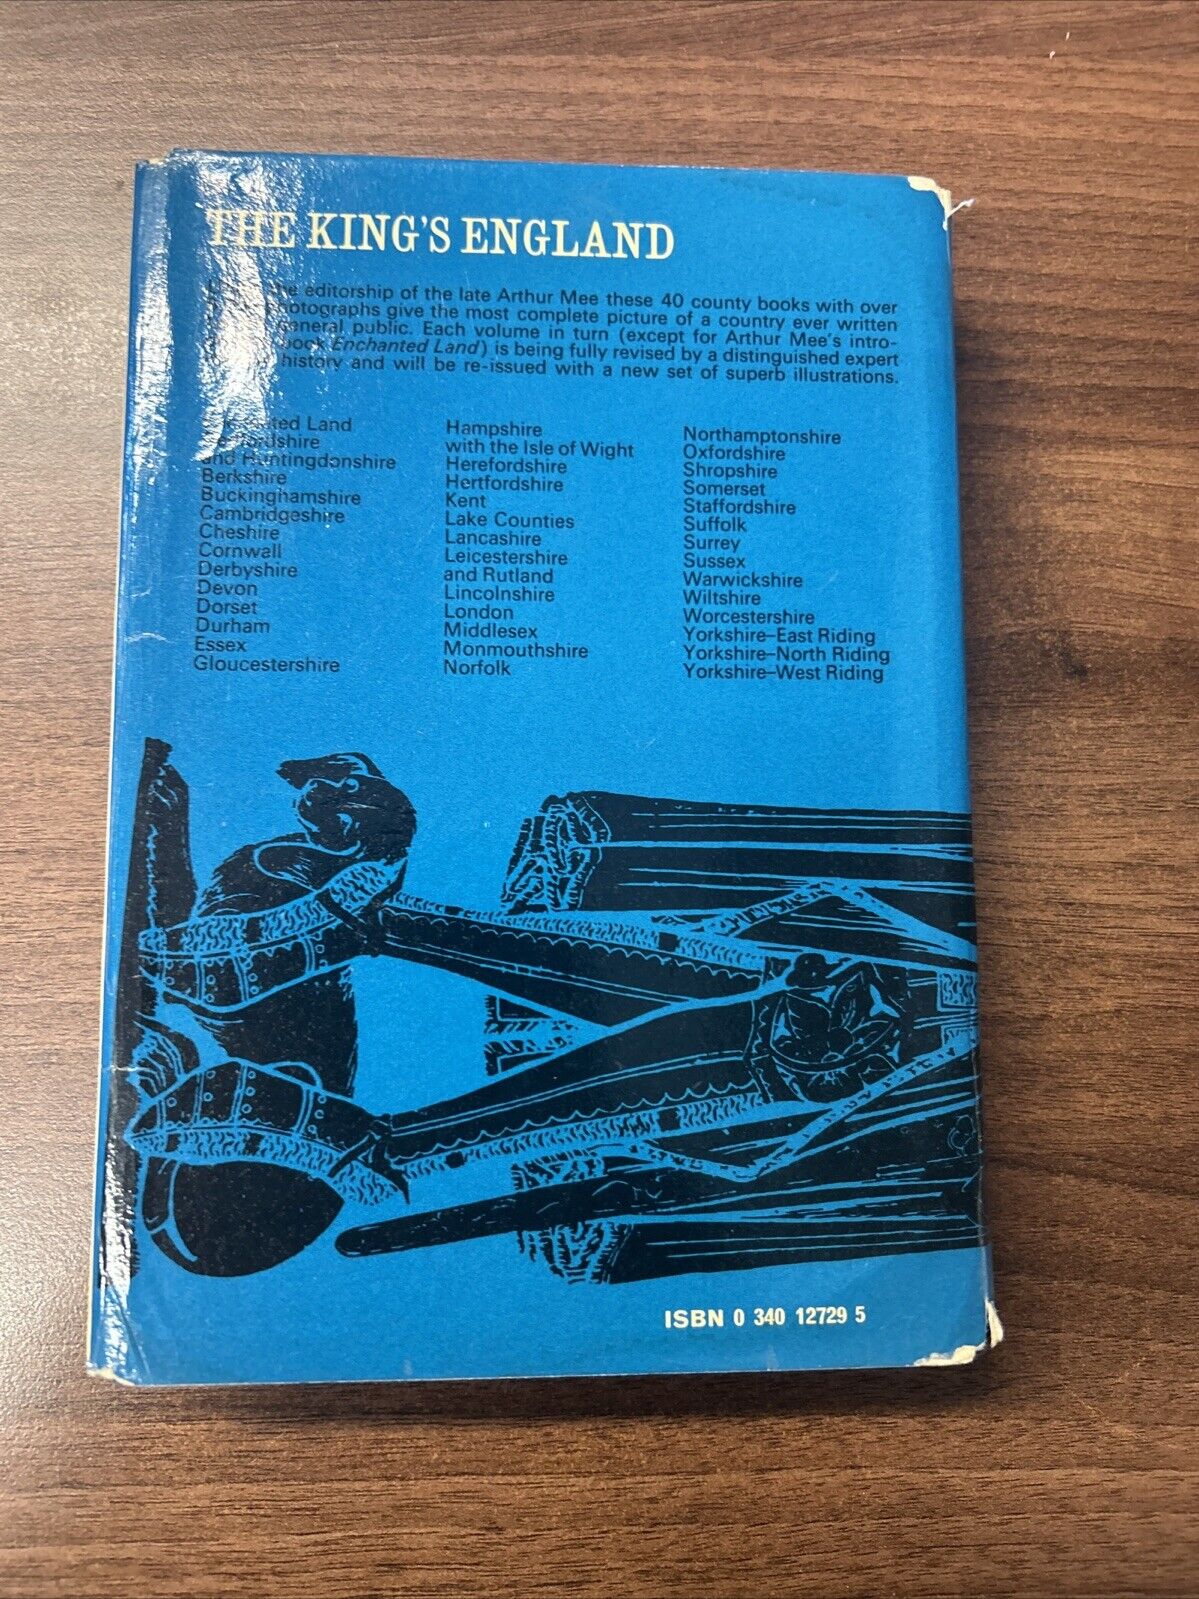 THE KING'S ENGLAND
the editorship of the late Arthur Mee these 40 county books with over
photographs give the most complete picture of a country ever written
general public. Each volume in turn (except for Arthur Mee's intro-
book Enchanted Land) is being fully revised by a distinguished expert
history and will be re-issued with a new set of superb illustrations.
Enchanted Land
Bedfordshire
and Huntingdonshire
Berkshire
Buckinghamshire
Cambridgeshire
Cheshire
Cornwall
Derbyshire
Devon
Dorset
Durham
Essex
Gloucestershire
Hampshire
with the Isle of Wight
Herefordshire
Hertfordshire
Kent
Lake Counties
Lancashire
Leicestershire
and Rutland
Lincolnshire
London
Middlesex
Monmouthshire
Norfolk
Northamptonshire
Oxfordshire
Shropshire
Somerset
Staffordshire
Suffolk
Surrey
Sussex
Warwickshire
Wiltshire
Worcestershire
Yorkshire–East Riding
Yorkshire–North Riding
Yorkshire–West Riding
ISBN 0 340 12729 5